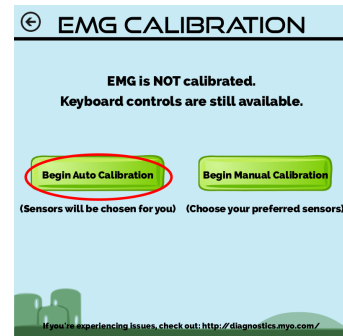 EMG CALIBRATION
EMG is NOT calibrated.
Keyboard controls are still available.
Begin Auto Calibration
Begin Manual Calibration
(Sensors will be chosen for you)
(Choose your preferred sensors)
If you're experiencing issues, check out: http://diagnostics.myo.com/